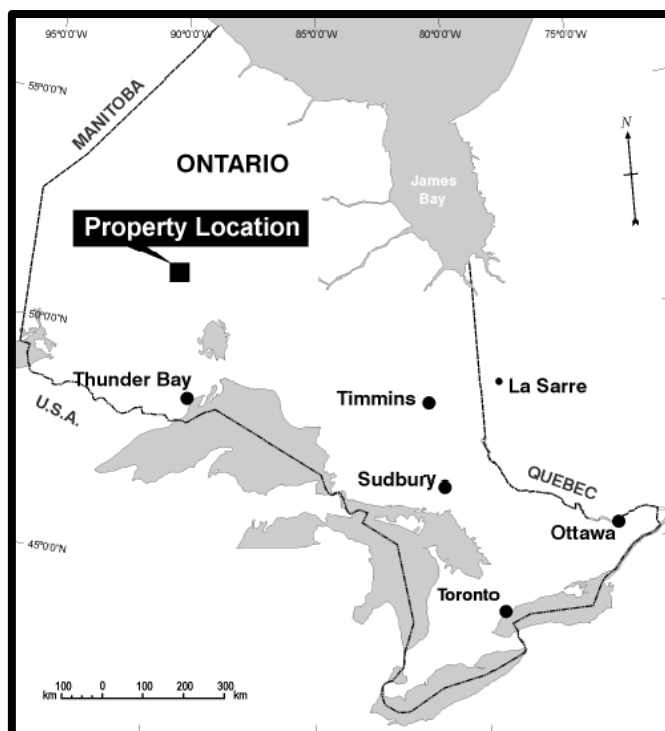 95°0'0"W
90°0'0"W
85°0'0"W
80°0'0"W
75°0'0"W
55°0'0"N
MANITOBA
N
ONTARIO
James
Bay
Property Location
50°0'0"N
Thunder Bay
La Sarre
Timmins
U.S.A.
Sudbury
QUEBEC
Ottawa
45°0'0"N
Toronto
100 0 100 200 300
km km